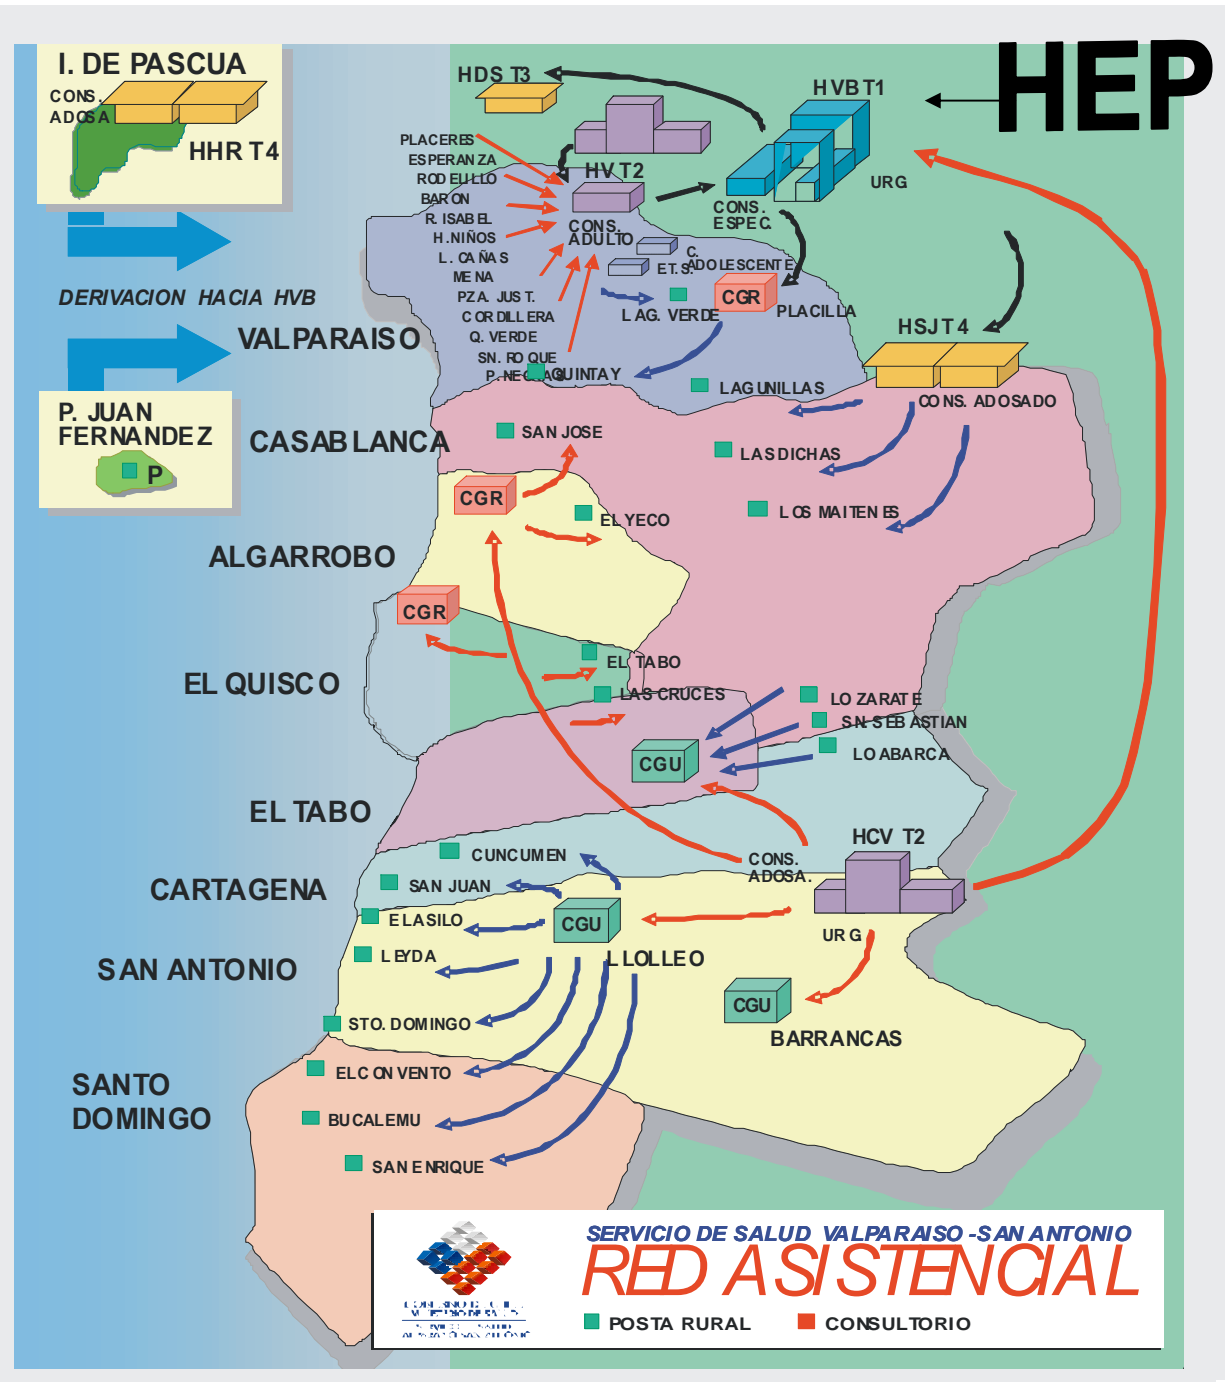 I. DE PASCUA
CONS.
ADOSA
HHR T4
HDS T3
HVB T1
HEP
PLACERES
ESPERANZA
RODELILLO
BARON
R. ISABEL
H. NIÑOS
L. CAÑAS
MENA
PZA. JUST.
CORDILLERA
Q. VERDE
SN. ROQUE
HV T2
CONS.
ADULTO
CONS.
ESPEC.
URG
C.
ADOLESCENTE
E.T.S.
CGR
PLACILLA
LAG. VERDE
DERIVACION HACIA HVB
VALPARAISO
QUINTAY
LAGUNILLAS
HSJ T4
CONS. ADOSADO
P. JUAN
FERNANDEZ
P
CASABLANCA
SAN JOSE
LAS DICHAS
LOS MAITENES
CGR
EL YECO
ALGARROBO
CGR
EL QUISCO
EL TABO
LAS CRUCES
LO ZARATE
SN. SEBASTIAN
LO ABARCA
CGU
EL TABO
CUNCUMEN
CONS.
ADOSA.
HCV T2
CARTAGENA
SAN JUAN
EL ASILO
CGU
LLOLLEO
URG
LEYDA
SAN ANTONIO
CGU
BARRANCAS
STO. DOMINGO
SANTO
DOMINGO
EL CONVENTO
BUCALEMU
SAN ENRIQUE
SERVICIO DE SALUD VALPARAISO - SAN ANTONIO
RED ASISTENCIAL
POSTA RURAL
CONSULTORIO